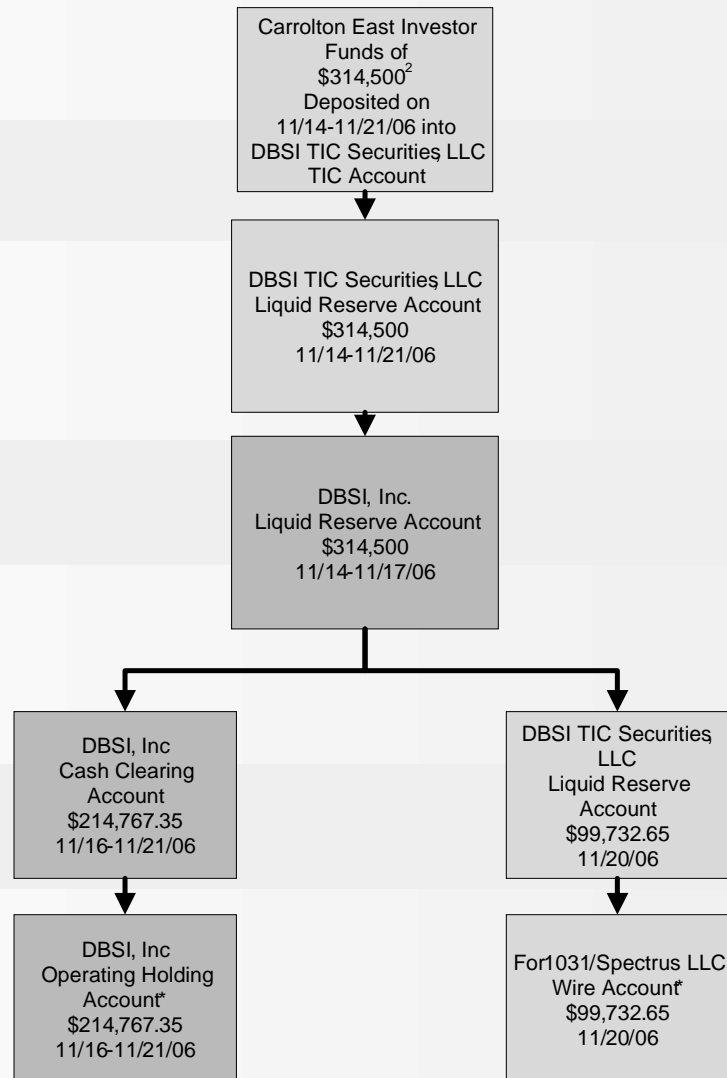 Carrolton East Investor
Funds of
$314,500²
Deposited on
11/14-11/21/06 into
DBSI TIC Securities, LLC
TIC Account
DBSI TIC Securities, LLC
Liquid Reserve Account
$314,500
11/14-11/21/06
DBSI, Inc.
Liquid Reserve Account
$314,500
11/14-11/17/06
DBSI, Inc
Cash Clearing
Account
$214,767.35
11/16-11/21/06
DBSI TIC Securities,
LLC
Liquid Reserve
Account
$99,732.65
11/20/06
DBSI, Inc
Operating Holding
Account*
$214,767.35
11/16-11/21/06
For1031/Spectrus LLC
Wire Account*
$99,732.65
11/20/06